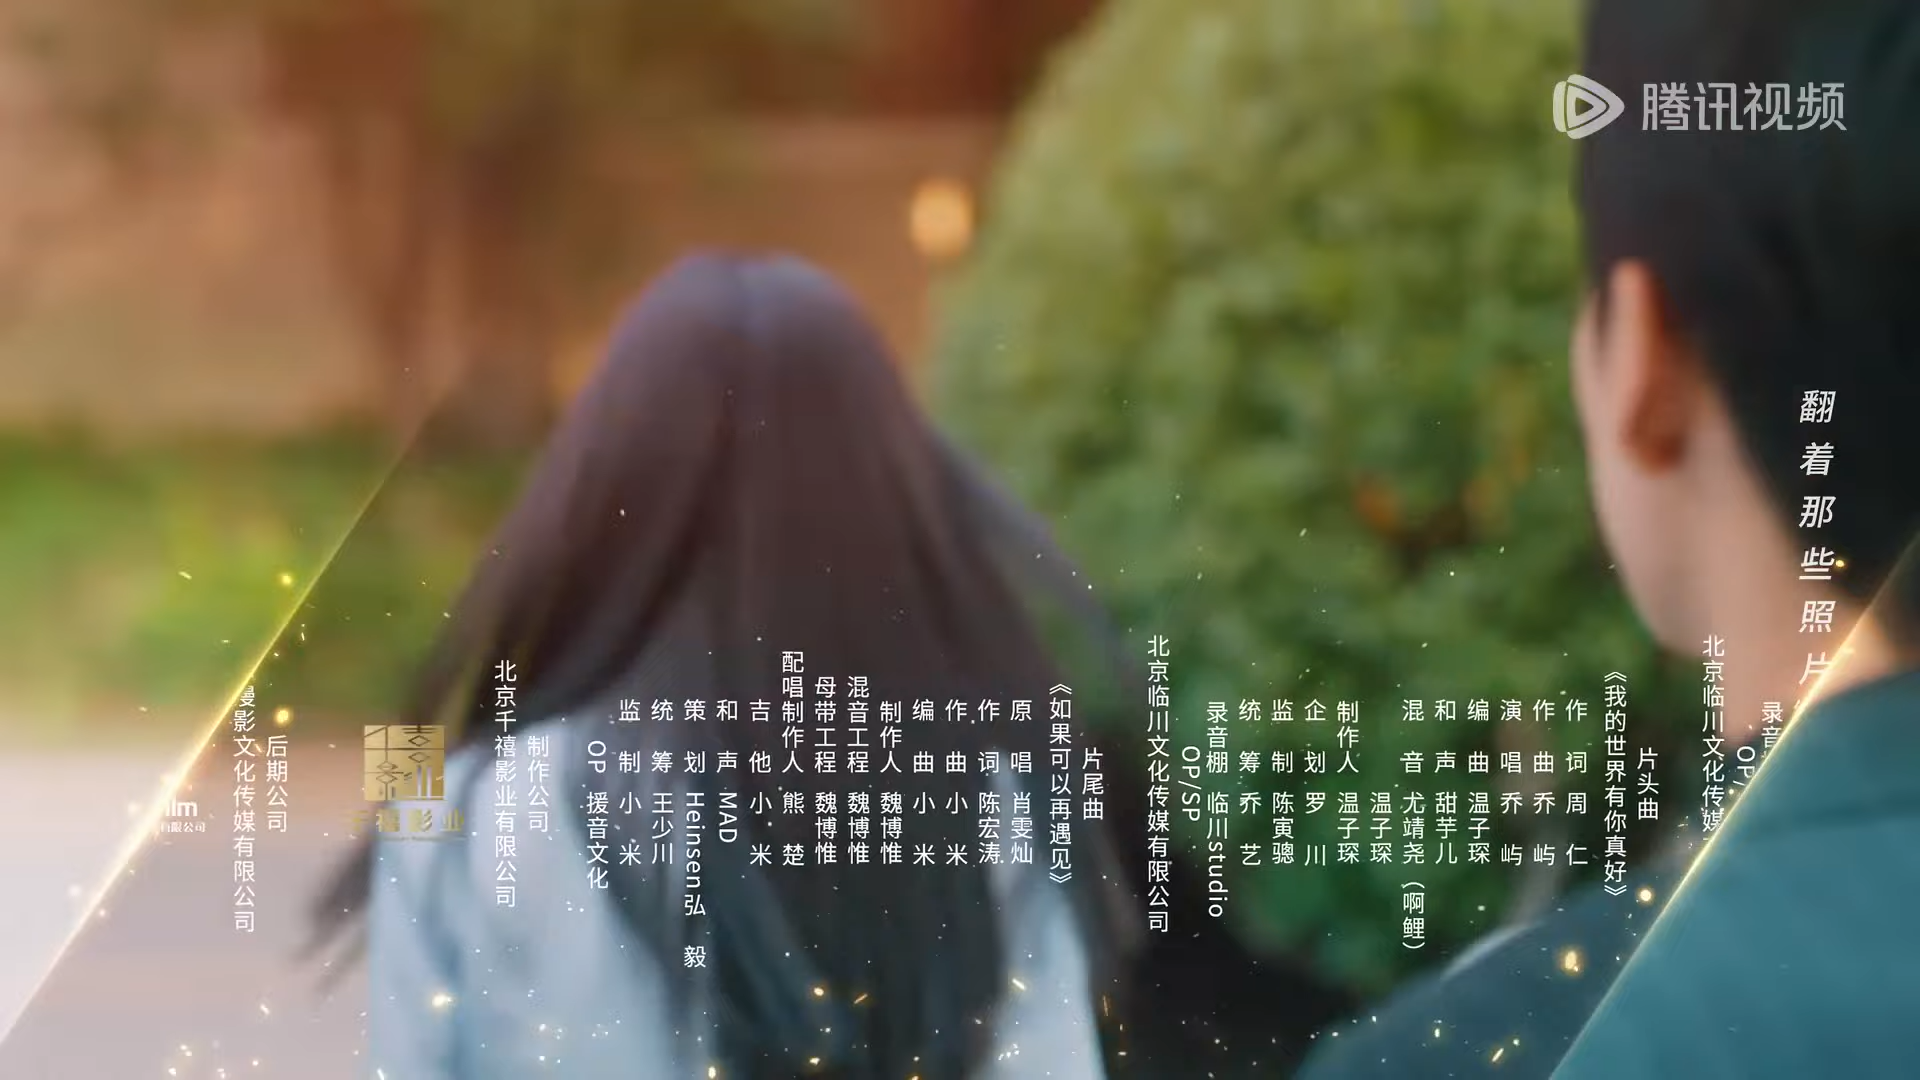 腾讯视频
翻着那些照片
录音
OP/
北京临川文化传媒
片头曲
《我的世界有你真好》
作词 周仁
作曲 乔屿
演唱 乔屿
编曲 温子琛
和声 甜芋儿
混音 尤靖尧（啊鲤）
温子琛
制作人 温子琛
企划 罗川
监制 陈寅骢
统筹 乔艺
录音棚 临川studio
OP/SP
北京临川文化传媒有限公司
片尾曲
《如果可以再遇见》
原唱 肖雯灿
作词 陈宏涛
作曲 小米
编曲 小米
制作人 魏博惟
混音工程 魏博惟
母带工程 魏博惟
配唱制作人 熊楚
吉他 小米
和声 MAD
策划 Heinsen弘毅
统筹 王少川
监制 小米
OP 援音文化
制作公司
北京千禧影业有限公司
千禧影业
后期公司
漫影文化传媒有限公司
ilm
有限公司